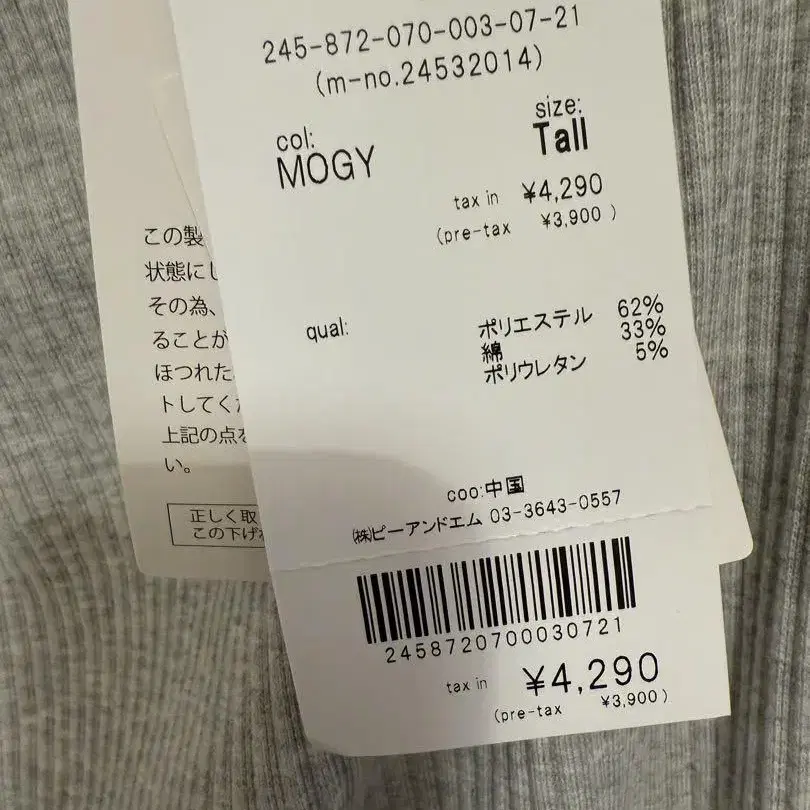 245-872-070-003-07-21
(m-no.24532014)
col:
MOGY
size:
Tall
tax in ¥4,290
(pre-tax ¥3,900 )
qual:
ポリエステル 62%
綿 33%
ポリウレタン 5%
coo:中国
㈱ピーアンドエム 03-3643-0557
2458720700030721
tax in ¥4,290
(pre-tax ¥3,900 )
この製
状態にし
その為、
ることが
ほつれた
トしてく
上記の点を
い。
正しく取
この下げ